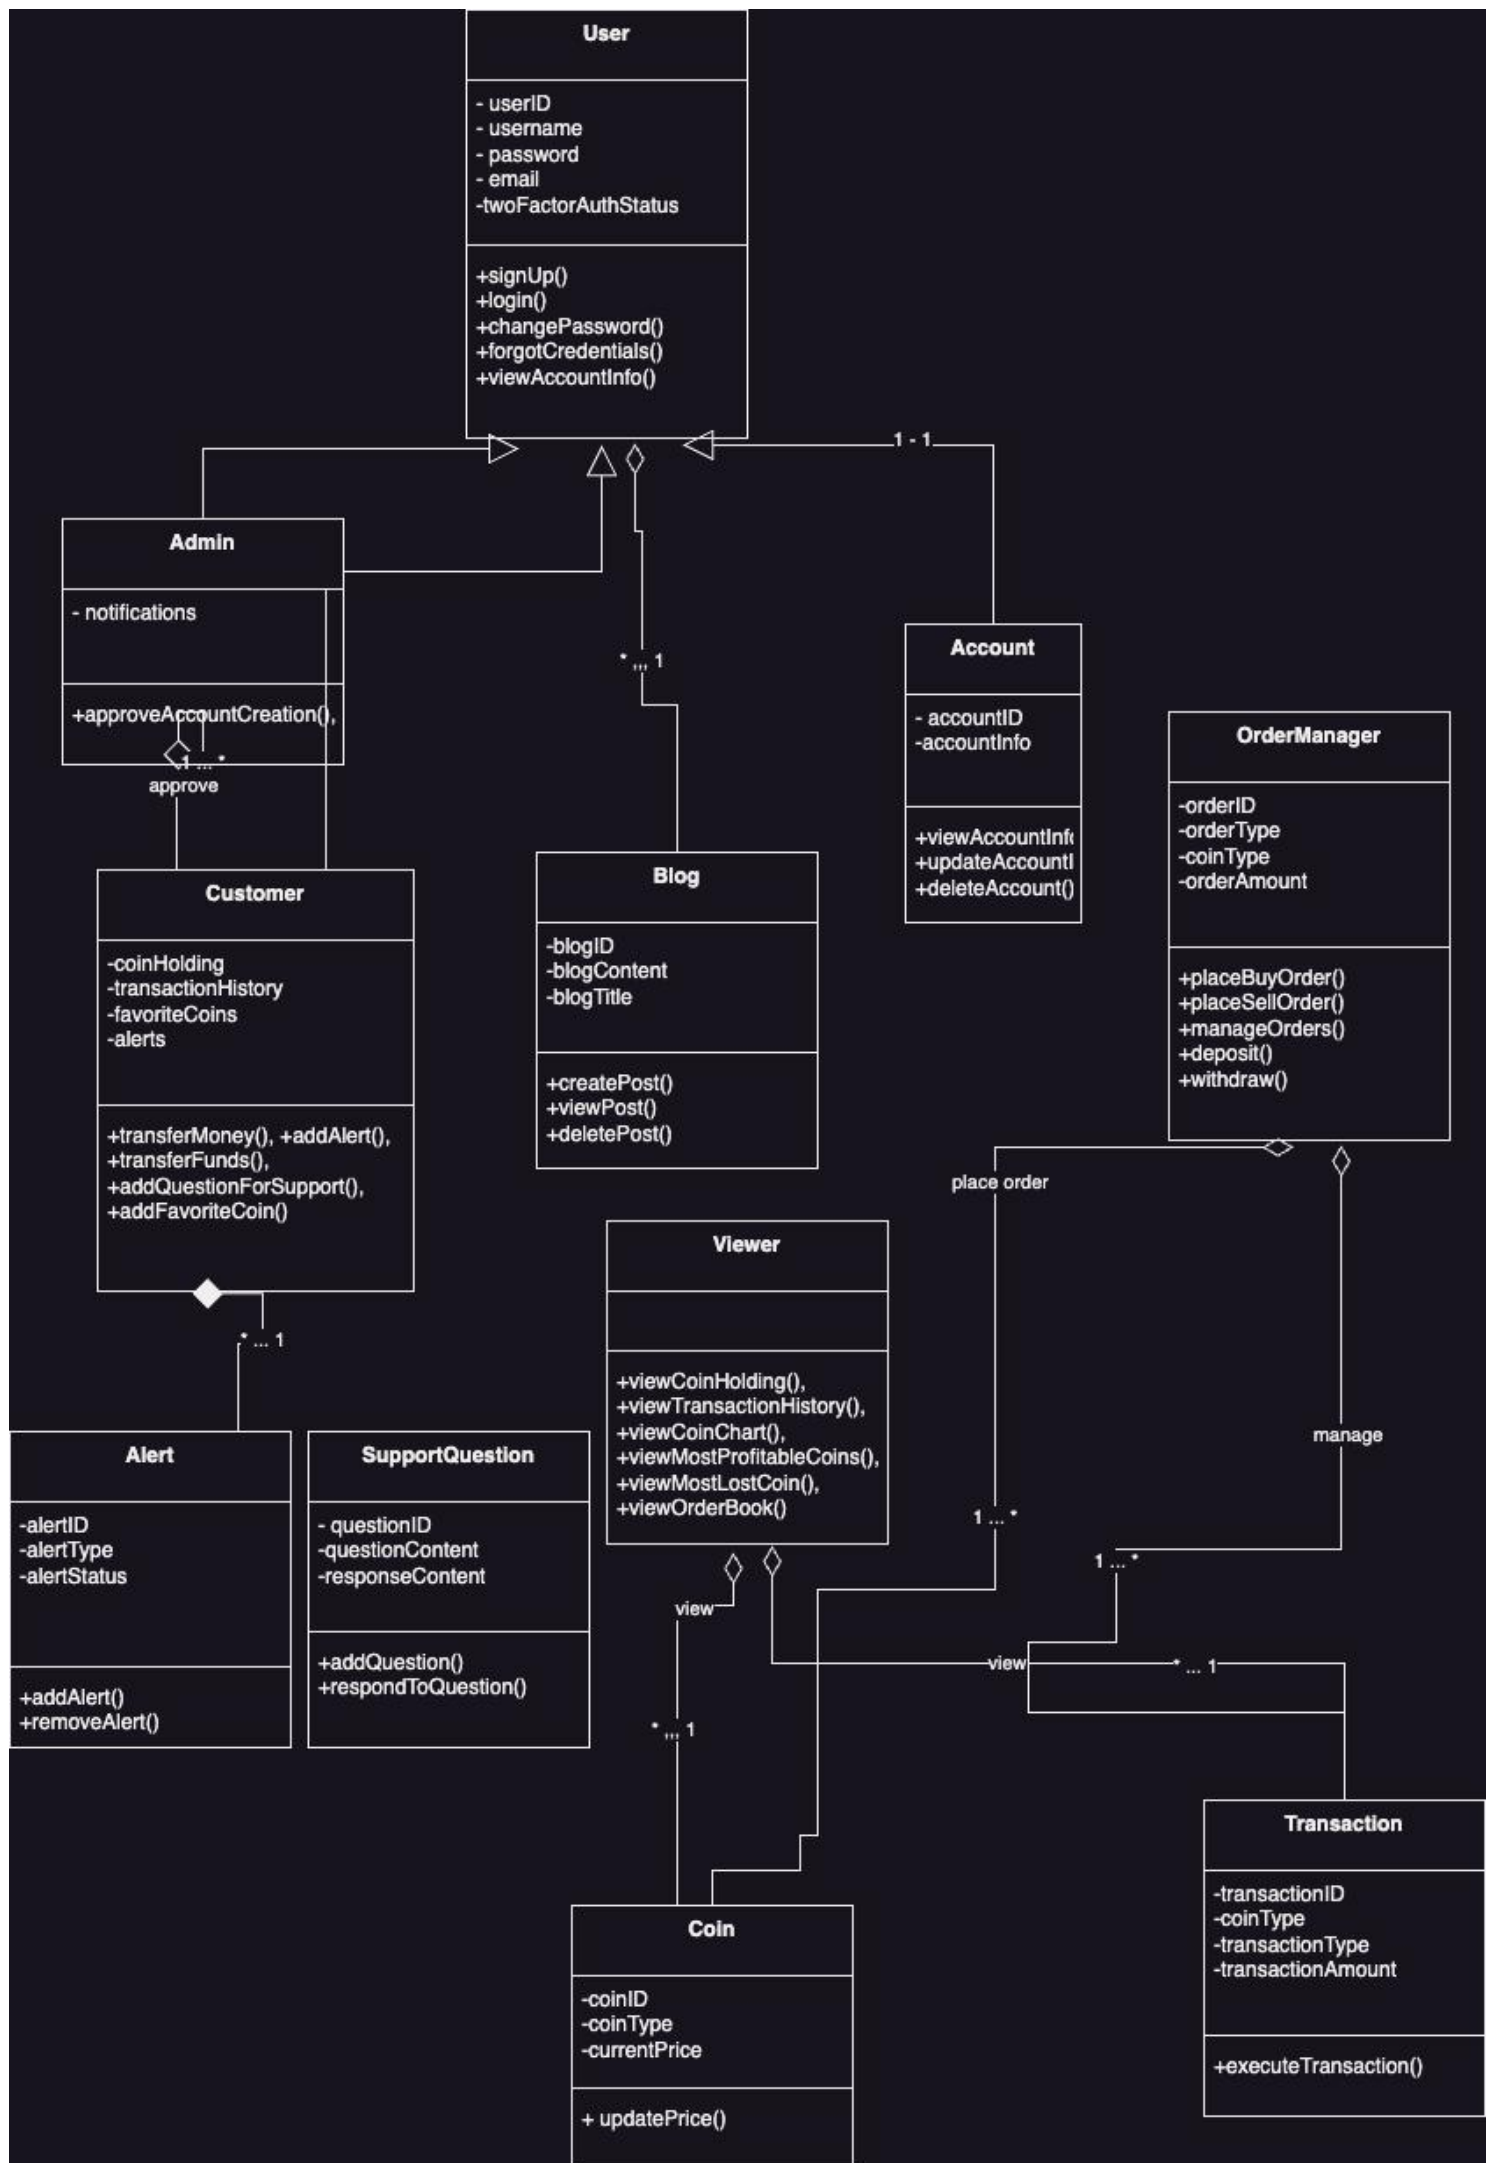 User
- userID
- username
- password
- email
-twoFactorAuthStatus
+signUp()
+login()
+changePassword()
+forgotCredentials()
+viewAccountInfo()
1 - 1
Admin
- notifications
+approveAccountCreation(),
1 ... *
approve
* ,,, 1
Account
- accountID
-accountInfo
+viewAccountInfo
+updateAccountI
+deleteAccount()
OrderManager
-orderID
-orderType
-coinType
-orderAmount
+placeBuyOrder()
+placeSellOrder()
+manageOrders()
+deposit()
+withdraw()
Customer
-coinHolding
-transactionHistory
-favoriteCoins
-alerts
+transferMoney(), +addAlert(),
+transferFunds(),
+addQuestionForSupport(),
+addFavoriteCoin()
* ... 1
Blog
-blogID
-blogContent
-blogTitle
+createPost()
+viewPost()
+deletePost()
place order
manage
Viewer
+viewCoinHolding(),
+viewTransactionHistory(),
+viewCoinChart(),
+viewMostProfitableCoins(),
+viewMostLostCoin(),
+viewOrderBook()
Alert
-alertID
-alertType
-alertStatus
+addAlert()
+removeAlert()
SupportQuestion
- questionID
-questionContent
-responseContent
+addQuestion()
+respondToQuestion()
1 ... *
1 ... *
view
view
* ... 1
* ,,, 1
Transaction
-transactionID
-coinType
-transactionType
-transactionAmount
+executeTransaction()
Coin
-coinID
-coinType
-currentPrice
+ updatePrice()